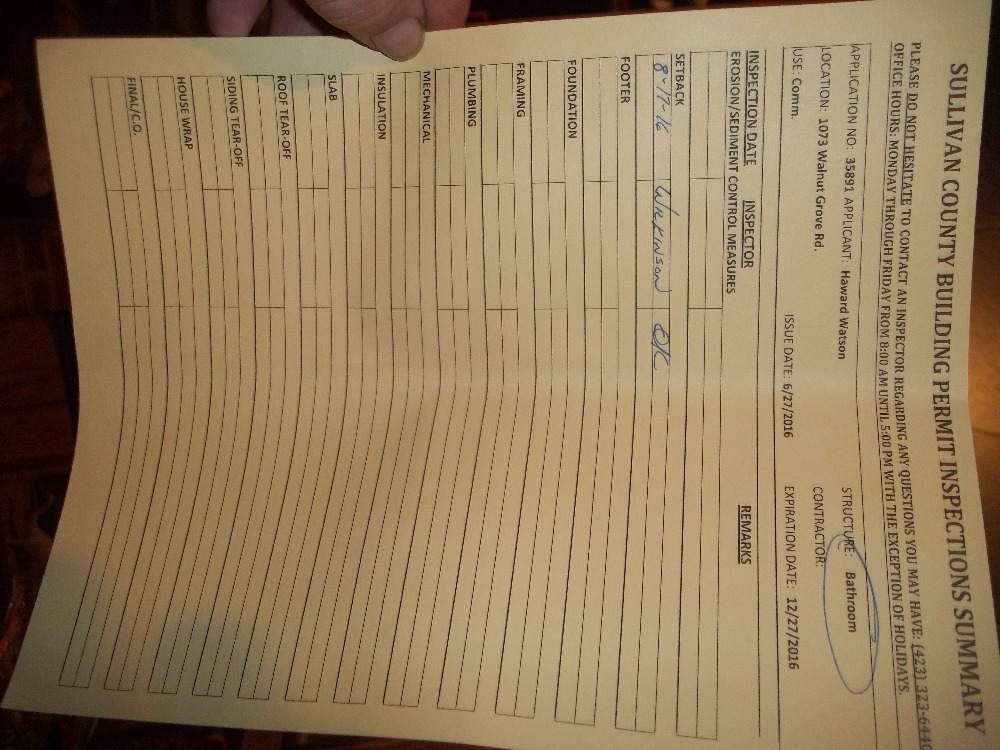 SULLIVAN COUNTY BUILDING PERMIT INSPECTIONS SUMMARY
PLEASE DO NOT HESITATE TO CONTACT AN INSPECTOR REGARDING ANY QUESTIONS YOU MAY HAVE: (423) 323-644
OFFICE HOURS: MONDAY THROUGH FRIDAY FROM 8:00 AM UNTIL 5:00 PM WITH THE EXCEPTION OF HOLIDAYS.
APPLICATION NO: 35891 APPLICANT: Haward Watson STRUCTURE: Bathroom
LOCATION: 1073 Walnut Grove Rd. CONTRACTOR:
USE: Comm. ISSUE DATE: 6/27/2016 EXPIRATION DATE: 12/27/2016
INSPECTION DATE INSPECTOR REMARKS
EROSION/SEDIMENT CONTROL MEASURES
SETBACK
8-17-16 Wilkinson OK
FOOTER
FOUNDATION
FRAMING
PLUMBING
MECHANICAL
INSULATION
SLAB
ROOF TEAR-OFF
SIDING TEAR-OFF
HOUSE WRAP
FINAL/C.O.